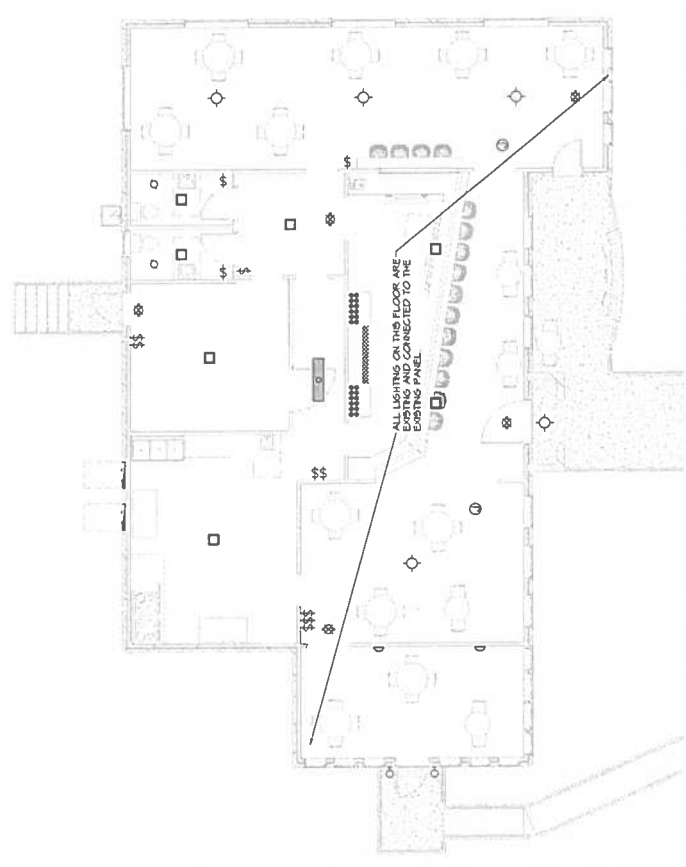 $
$
$ $
$$
ALL LIGHTING ON THIS FLOOR ARE
EXISTING AND CONNECTED TO THE
EXISTING PANEL.
$$
$$$